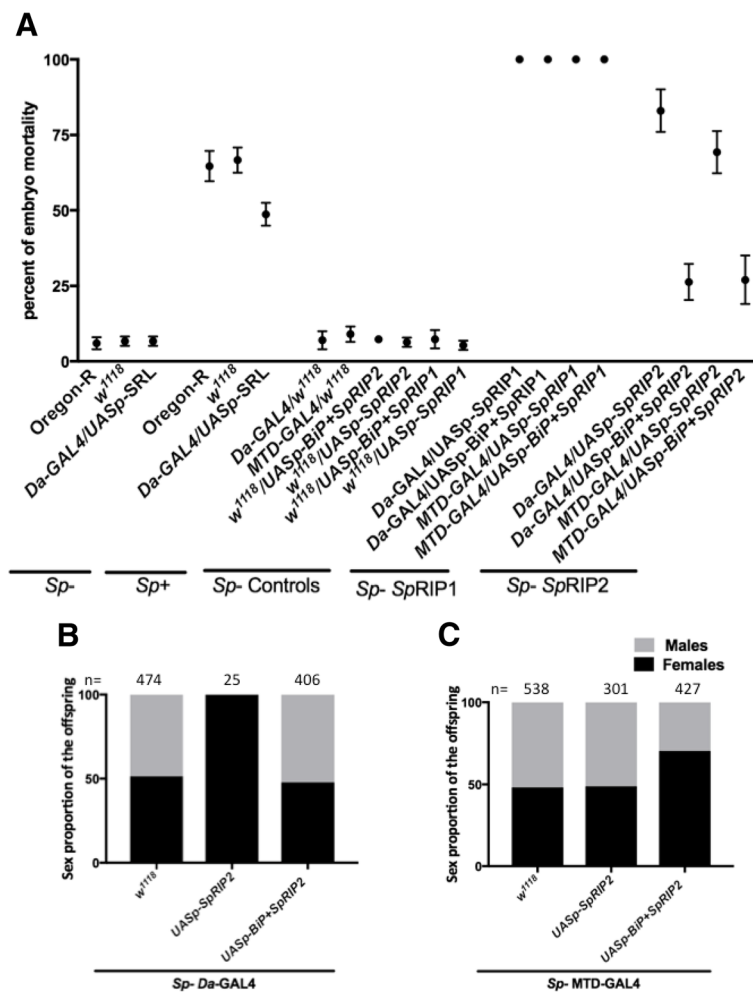 A
percent of embryo mortality
100
75
50
25
0
Oregon-R
w1118
Da-GAL4/UASp-SRL
Oregon-R
w1118
Da-GAL4/UASp-SRL
Da-GAL4/w1118
MTD-GAL4/w1118
w1118/UASp-BiP+SpRIP2
w1118/UASp-SpRIP2
w1118/UASp-BiP+SpRIP1
w1118/UASp-SpRIP1
Da-GAL4/UASp-SpRIP1
Da-GAL4/UASp-BiP+SpRIP1
MTD-GAL4/UASp-SpRIP1
MTD-GAL4/UASp-BiP+SpRIP1
Da-GAL4/UASp-SpRIP2
Da-GAL4/UASp-BiP+SpRIP2
MTD-GAL4/UASp-SpRIP2
MTD-GAL4/UASp-BiP+SpRIP2
Sp-
Sp+
Sp- Controls
Sp- SpRIP1
Sp- SpRIP2
B
n= 474 25 406
Sex proportion of the offspring
100
50
0
w1118
UASp-SpRIP2
UASp-BiP+SpRIP2
Sp- Da-GAL4
C
Males
Females
n= 538 301 427
Sex proportion of the offspring
100
50
0
w1118
UASp-SpRIP2
UASp-BiP+SpRIP2
Sp- MTD-GAL4